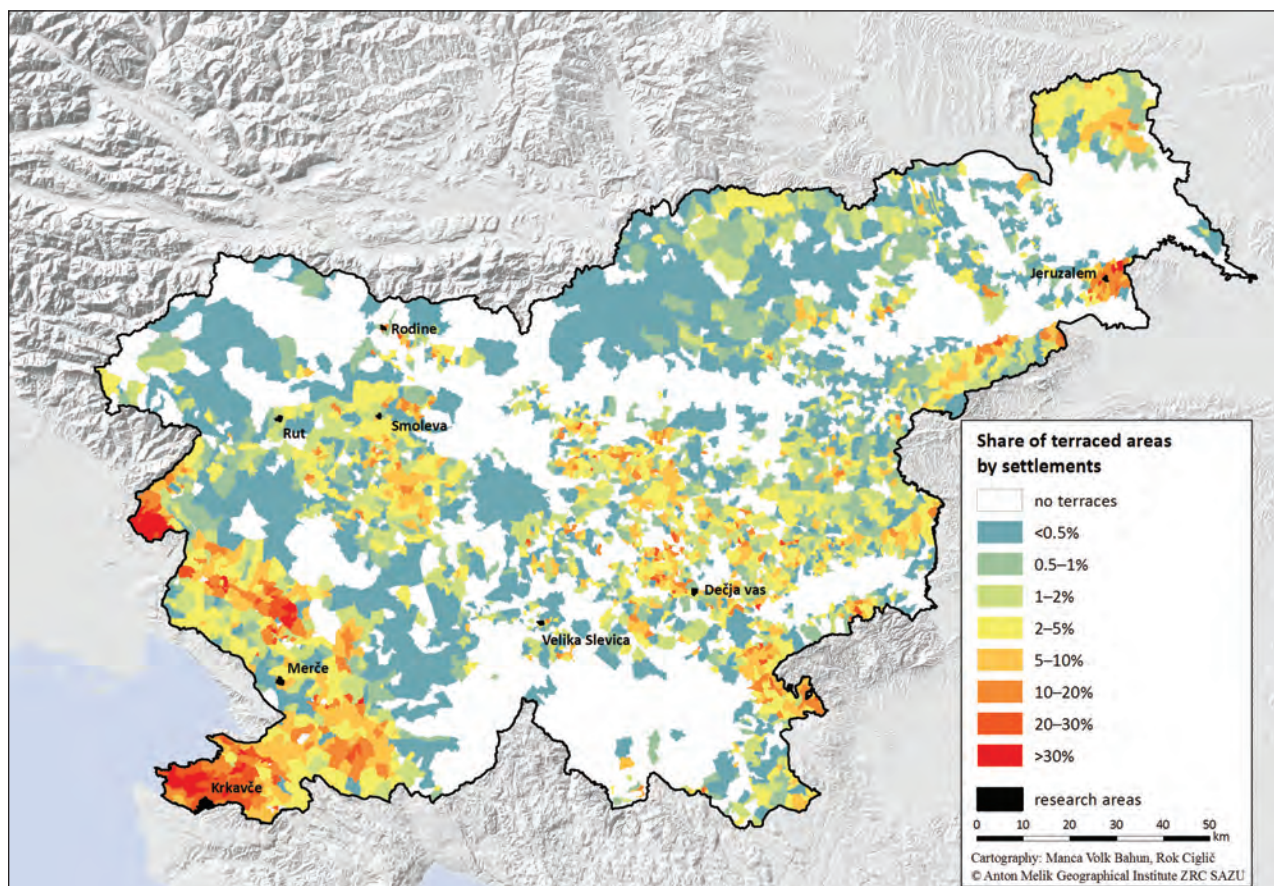 Jeruzalem
Rodine
Rut
Smoleva
Dečja vas
Velika Slevica
Merče
Krkavče
Share of terraced areas
by settlements
no terraces
<0.5%
0.5–1%
1–2%
2–5%
5–10%
10–20%
20–30%
>30%
research areas
0 10 20 30 40 50
km
Cartography: Manca Volk Bahun, Rok Ciglič
© Anton Melik Geographical Institute ZRC SAZU